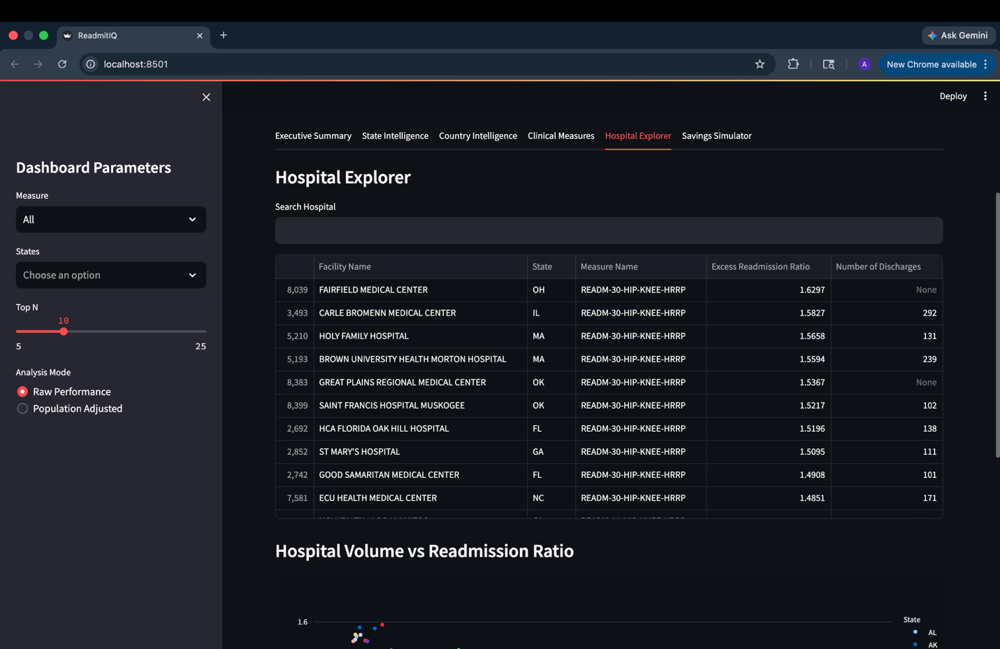 ReadmitIQ
Ask Gemini
localhost:8501
A
New Chrome available
Deploy
Dashboard Parameters
Measure
All
States
Choose an option
Top N
10
5 25
Analysis Mode
Raw Performance
Population Adjusted
Executive Summary State Intelligence Country Intelligence Clinical Measures Hospital Explorer Savings Simulator
Hospital Explorer
Search Hospital
Facility Name State Measure Name Excess Readmission Ratio Number of Discharges
8,039 FAIRFIELD MEDICAL CENTER OH READM-30-HIP-KNEE-HRRP 1.6297 None
3,493 CARLE BROMENN MEDICAL CENTER IL READM-30-HIP-KNEE-HRRP 1.5827 292
5,210 HOLY FAMILY HOSPITAL MA READM-30-HIP-KNEE-HRRP 1.5658 131
5,193 BROWN UNIVERSITY HEALTH MORTON HOSPITAL MA READM-30-HIP-KNEE-HRRP 1.5594 239
8,383 GREAT PLAINS REGIONAL MEDICAL CENTER OK READM-30-HIP-KNEE-HRRP 1.5367 None
8,399 SAINT FRANCIS HOSPITAL MUSKOGEE OK READM-30-HIP-KNEE-HRRP 1.5217 102
2,692 HCA FLORIDA OAK HILL HOSPITAL FL READM-30-HIP-KNEE-HRRP 1.5196 138
2,852 ST MARY'S HOSPITAL GA READM-30-HIP-KNEE-HRRP 1.5095 111
2,742 GOOD SAMARITAN MEDICAL CENTER FL READM-30-HIP-KNEE-HRRP 1.4908 101
7,581 ECU HEALTH MEDICAL CENTER NC READM-30-HIP-KNEE-HRRP 1.4851 171
Hospital Volume vs Readmission Ratio
1.6
State
AL
AK